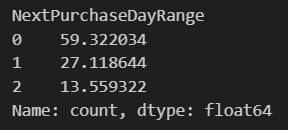 NextPurchaseDayRange
0    59.322034
1    27.118644
2    13.559322
Name: count, dtype: float64